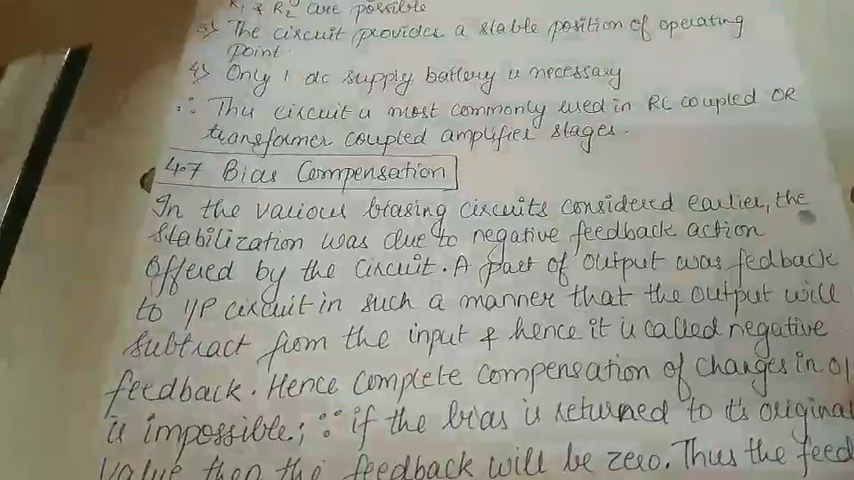 R1 & R2 are possible
3) The circuit provides a stable position of operating
point.
4) Only 1 dc supply battery is necessary
∴ This circuit is most commonly used in RC coupled OR
transformer coupled amplifier stages.
4.7 Bias Compensation
In the various biasing circuits considered earlier, the
stabilization was due to negative feedback action
offered by the circuit. A part of output was fedback
to I/P circuit in such a manner that the output will
subtract from the input & hence it is called negative
feedback. Hence complete compensation of changes in
is impossible; ∵ if the bias is returned to its original
value then the feedback will be zero. Thus the feed